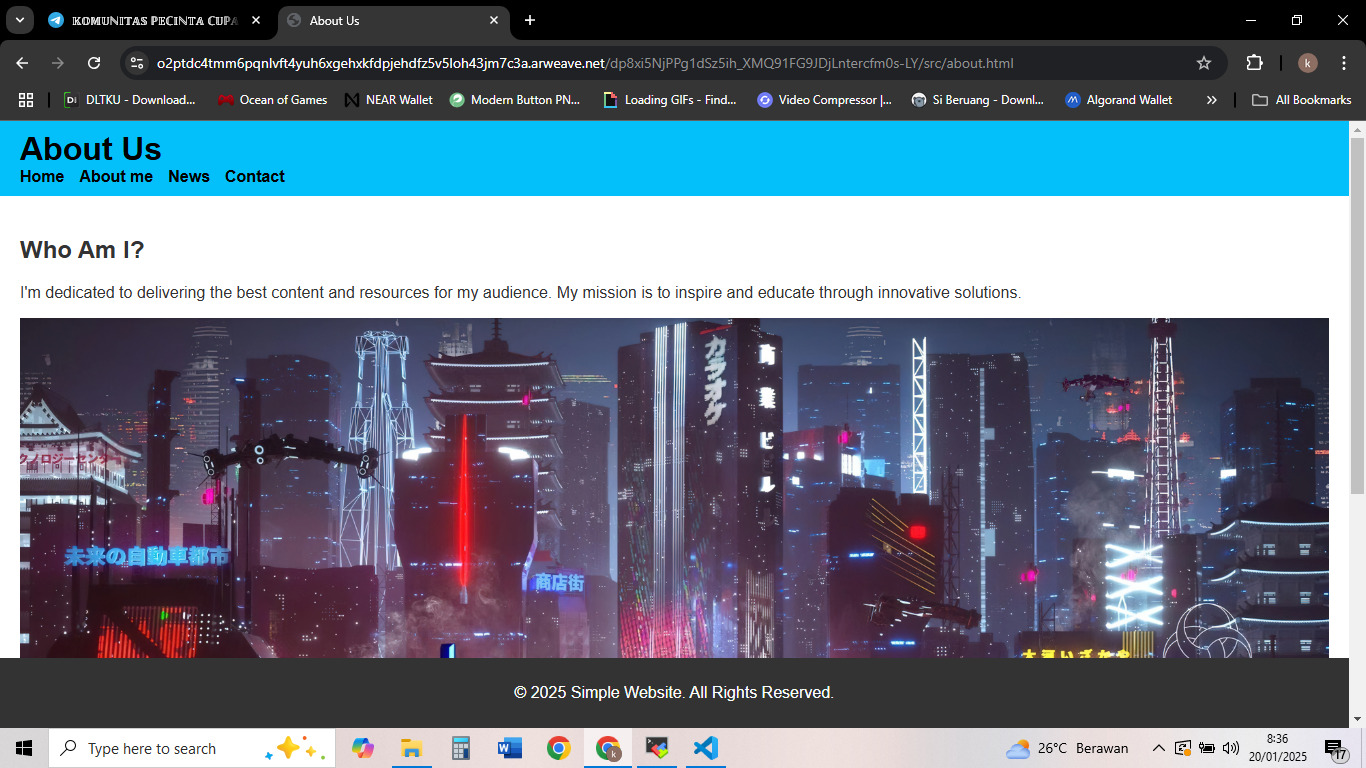 𝕂𝕆𝕄𝕌ℕ𝕀𝕋𝔸𝕊 ℙ𝔼ℂ𝕀ℕ𝕋𝔸 ℂ𝕌ℙ𝔸
About Us
o2ptdc4tmm6pqnlvft4yuh6xgehxkfdpjehdfz5v5loh43jm7c3a.arweave.net/dp8xi5NjPPg1dSz5ih_XMQ91FG9JDjLntercfm0s-LY/src/about.html
k
DI DLTKU - Download... Ocean of Games NEAR Wallet Modern Button PN... Loading GIFs - Find... Video Compressor |... Si Beruang - Downl... Algorand Wallet » All Bookmarks
About Us
Home About me News Contact
Who Am I?
I'm dedicated to delivering the best content and resources for my audience. My mission is to inspire and educate through innovative solutions.
カラオケ
商業ビル
クノロジーセンター
未来の自動車都市
商店街
© 2025 Simple Website. All Rights Reserved.
Type here to search
k
26°C Berawan
8:36
20/01/2025
17